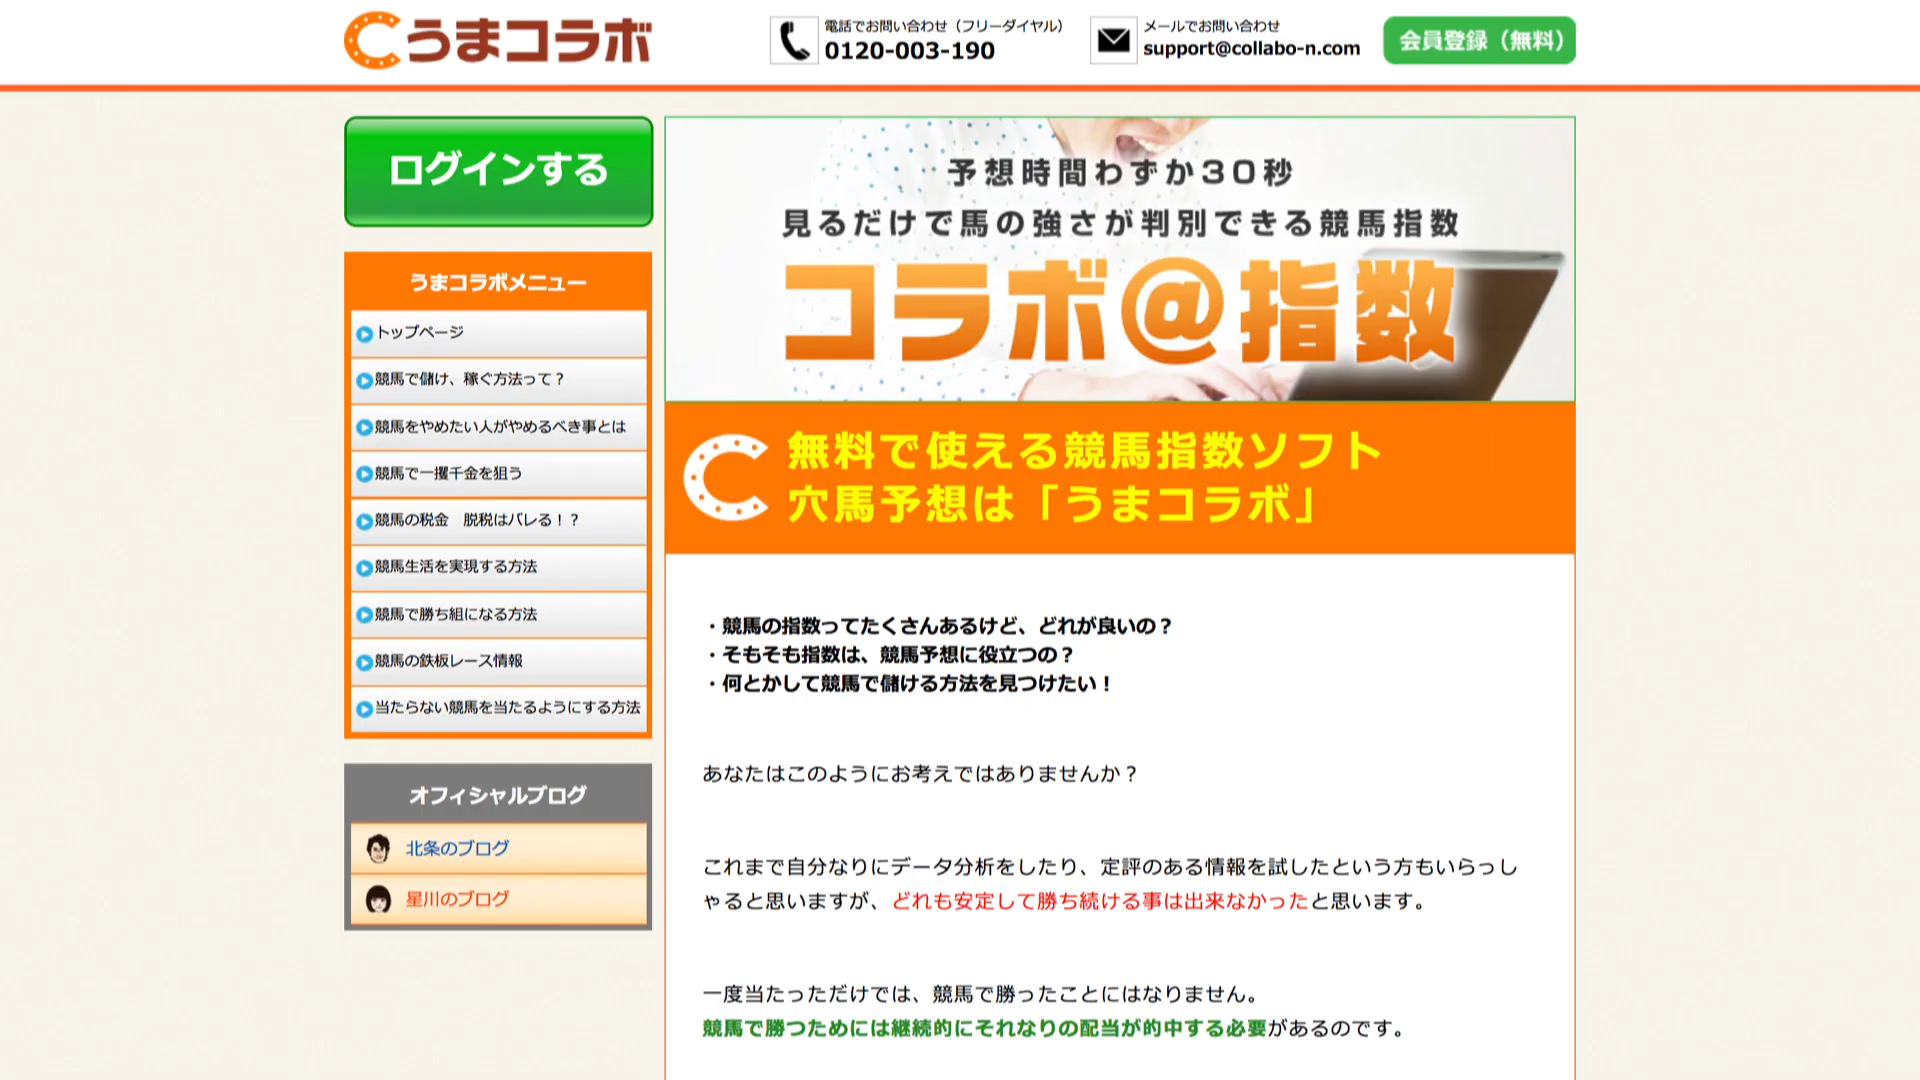 うまコラボ
電話でお問い合わせ（フリーダイヤル）
0120-003-190
メールでお問い合わせ
support@collabo-n.com
会員登録（無料）
ログインする
うまコラボメニュー
トップページ
競馬で儲け、稼ぐ方法って？
競馬をやめたい人がやめるべき事とは
競馬で一攫千金を狙う
競馬の税金　脱税はバレる！？
競馬生活を実現する方法
競馬で勝ち組になる方法
競馬の鉄板レース情報
当たらない競馬を当たるようにする方法
オフィシャルブログ
北条のブログ
星川のブログ
予想時間わずか30秒
見るだけで馬の強さが判別できる競馬指数
コラボ@指数
無料で使える競馬指数ソフト
穴馬予想は「うまコラボ」
・競馬の指数ってたくさんあるけど、どれが良いの？
・そもそも指数は、競馬予想に役立つの？
・何とかして競馬で儲ける方法を見つけたい！
あなたはこのようにお考えではありませんか？
これまで自分なりにデータ分析をしたり、定評のある情報を試したという方もいらっし
ゃると思いますが、どれも安定して勝ち続ける事は出来なかったと思います。
一度当たっただけでは、競馬で勝ったことにはなりません。
競馬で勝つためには継続的にそれなりの配当が的中する必要があるのです。